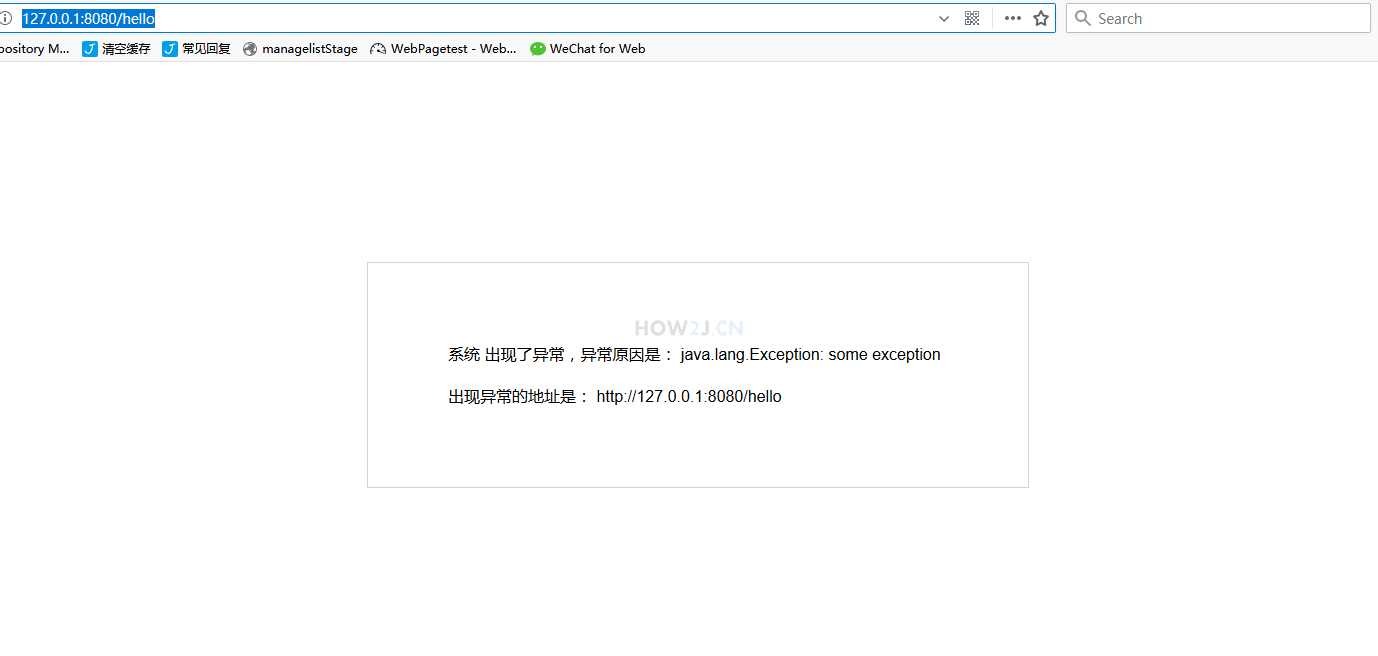 127.0.0.1:8080/hello
Search
pository M... 清空缓存 常见回复 managelistStage WebPagetest - Web... WeChat for Web
HOW2J.CN
系统 出现了异常，异常原因是： java.lang.Exception: some exception
出现异常的地址是： http://127.0.0.1:8080/hello